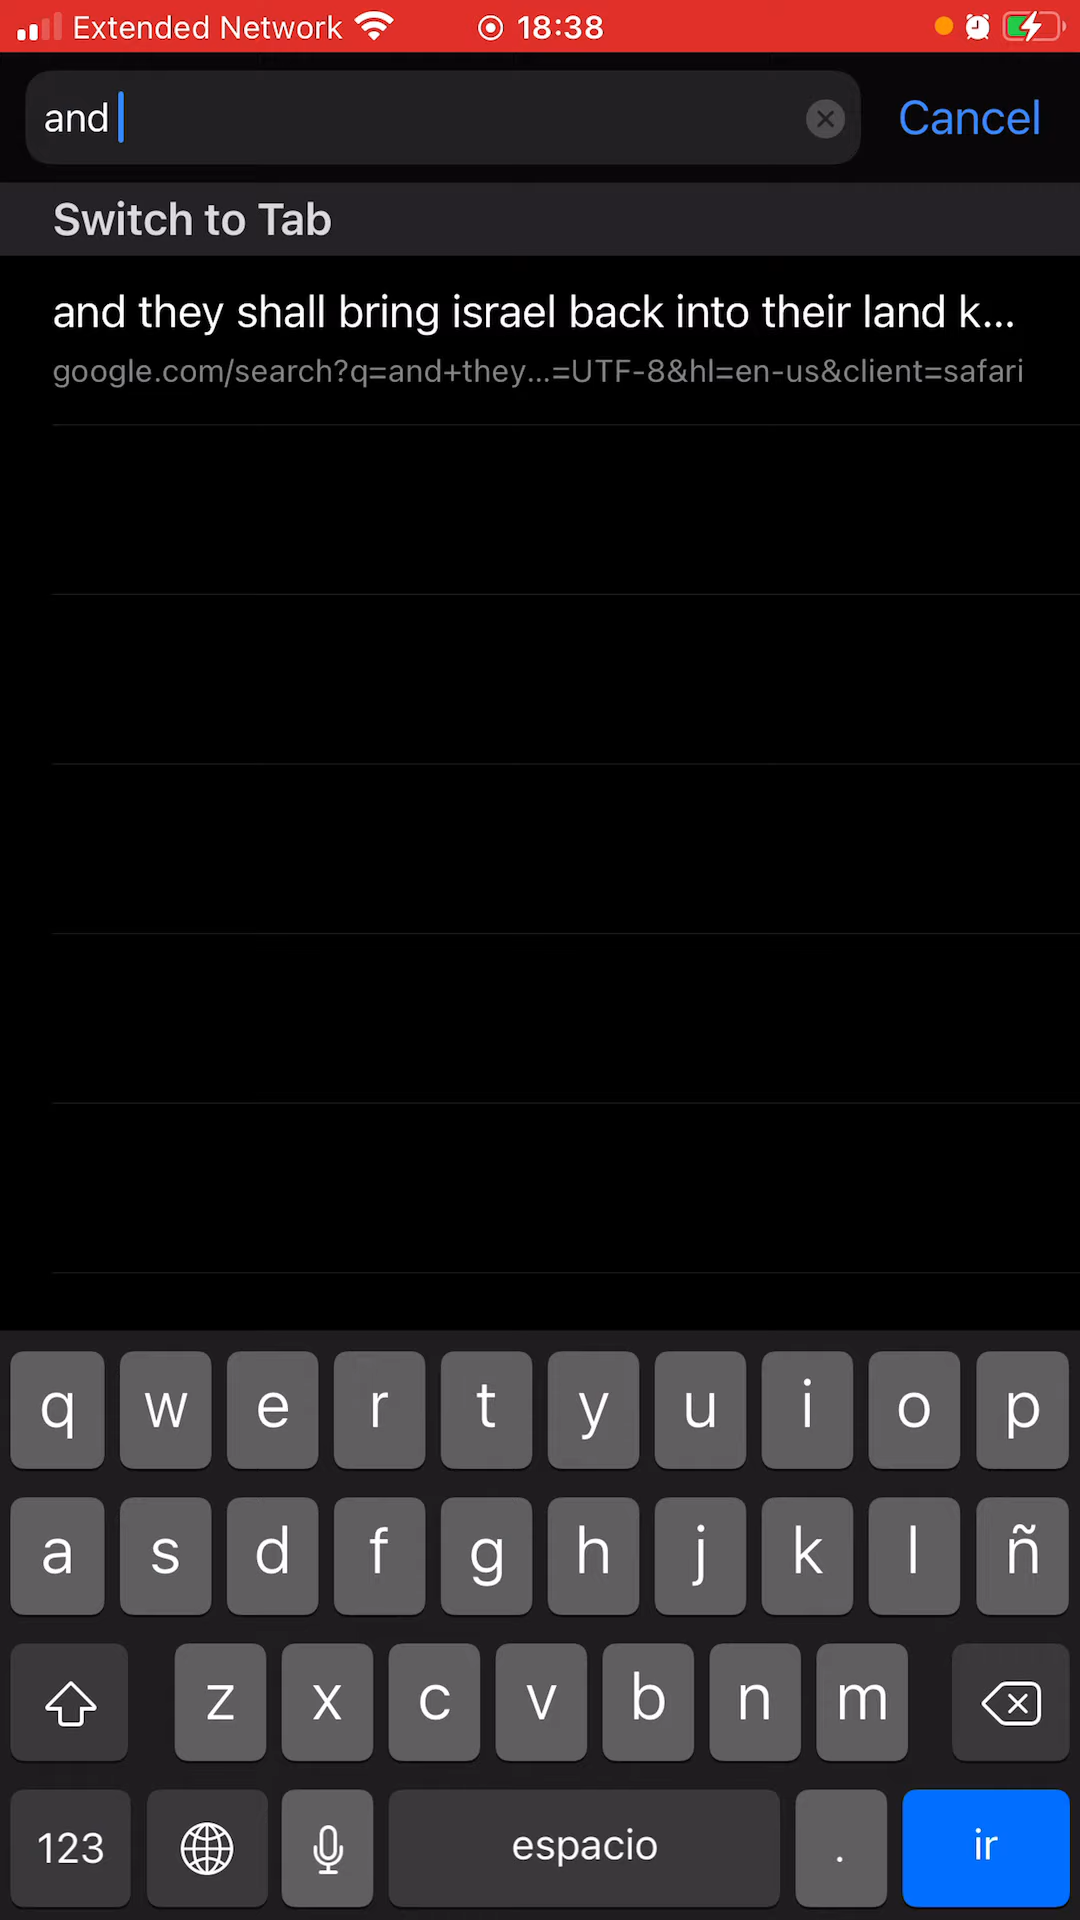 Extended Network 18:38
and Cancel
Switch to Tab
and they shall bring israel back into their land k...
google.com/search?q=and+they...=UTF-8&hl=en-us&client=safari
q w e r t y u i o p
a s d f g h j k l ñ
z x c v b n m
123 espacio . ir